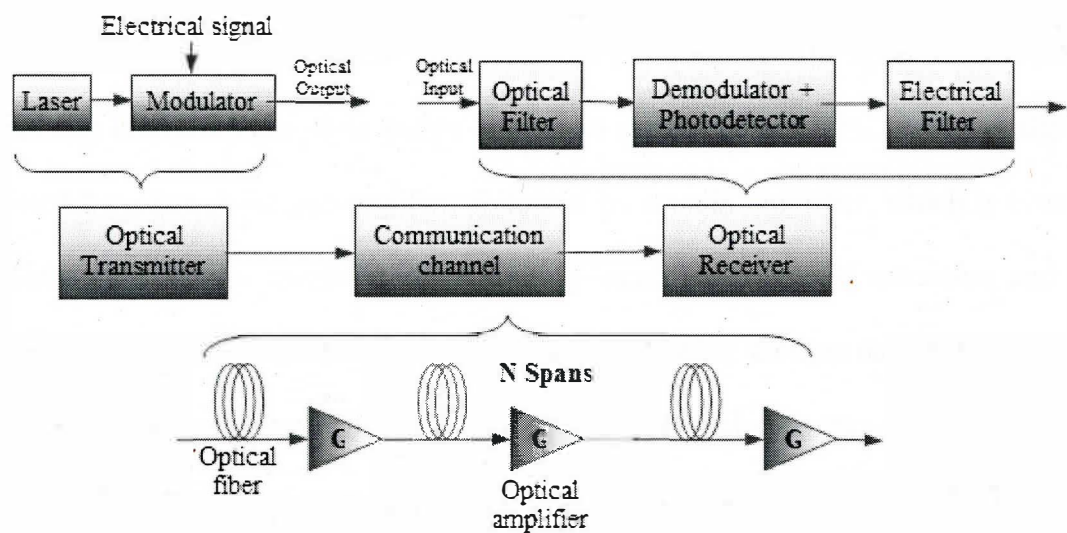 Electrical signal
Laser
Modulator
Optical
Output
Optical
Input
Optical
Filter
Demodulator +
Photodetector
Electrical
Filter
Optical
Transmitter
Communication
channel
Optical
Receiver
N Spans
G
G
G
Optical
fiber
Optical
amplifier